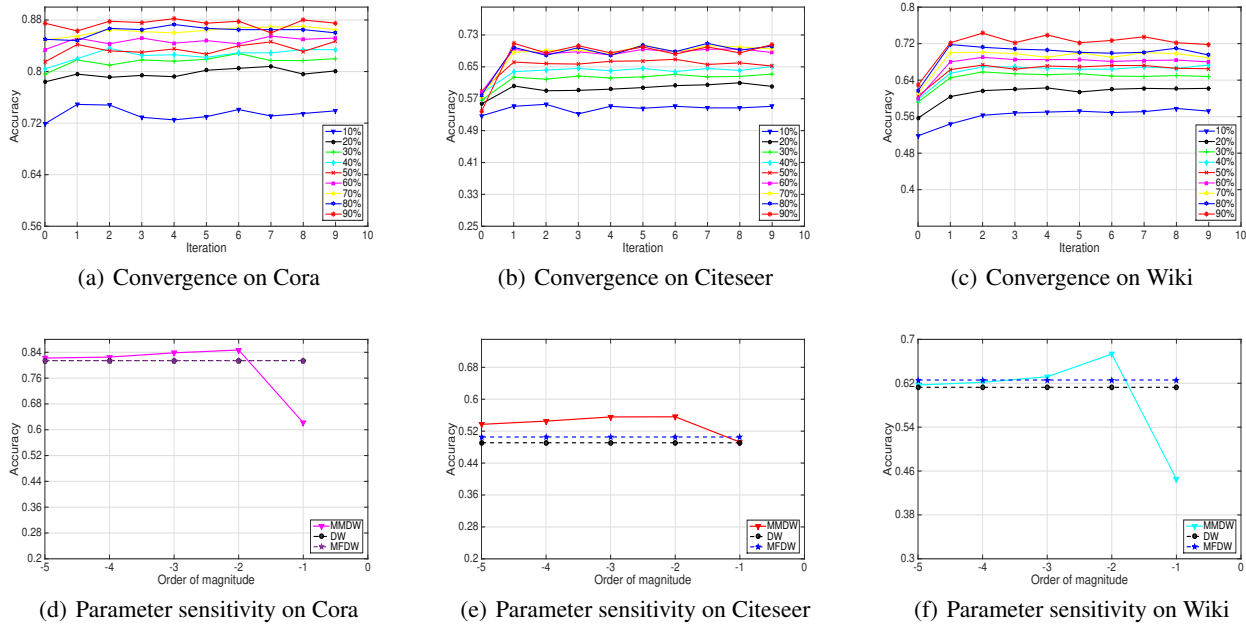 0.88
0.8
0.72
0.64
0.56
Accuracy
0 1 2 3 4 5 6 7 8 9 10
Iteration
10%
20%
30%
40%
50%
60%
70%
80%
90%
(a) Convergence on Cora
0.73
0.65
0.57
0.49
0.41
0.33
0.25
Accuracy
0 1 2 3 4 5 6 7 8 9 10
Iteration
10%
20%
30%
40%
50%
60%
70%
80%
90%
(b) Convergence on Citeseer
0.8
0.72
0.64
0.56
0.48
0.4
Accuracy
0 1 2 3 4 5 6 7 8 9 10
Iteration
10%
20%
30%
40%
50%
60%
70%
80%
90%
(c) Convergence on Wiki
0.84
0.76
0.68
0.6
0.52
0.44
0.36
0.28
0.2
Accuracy
-5 -4 -3 -2 -1 0
Order of magnitude
MMDW
DW
MFDW
(d) Parameter sensitivity on Cora
0.68
0.6
0.52
0.44
0.36
0.28
0.2
Accuracy
-5 -4 -3 -2 -1 0
Order of magnitude
MMDW
DW
MFDW
(e) Parameter sensitivity on Citeseer
0.7
0.62
0.54
0.46
0.38
0.3
Accuracy
-5 -4 -3 -2 -1 0
Order of magnitude
MMDW
DW
MFDW
(f) Parameter sensitivity on Wiki